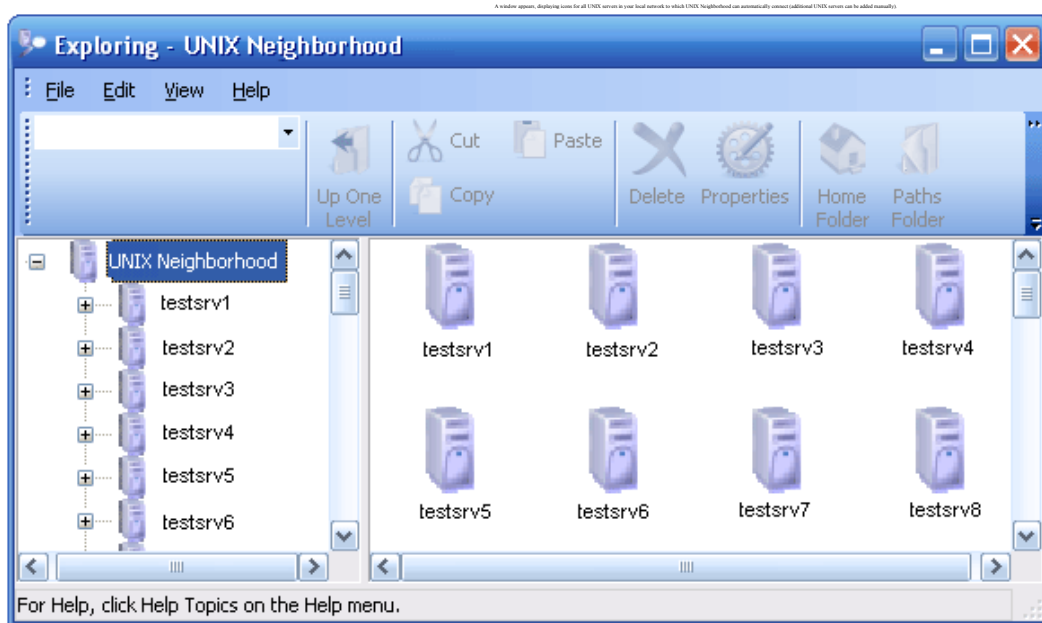 A window appears, displaying icons for all UNIX servers in your local network to which UNIX Neighborhood can automatically connect (additional UNIX servers can be added manually).
Exploring - UNIX Neighborhood
File Edit View Help
Cut Paste
Copy
Up One Level
Delete Properties Home Folder Paths Folder
UNIX Neighborhood
testsrv1
testsrv2
testsrv3
testsrv4
testsrv5
testsrv6
testsrv1 testsrv2 testsrv3 testsrv4
testsrv5 testsrv6 testsrv7 testsrv8
For Help, click Help Topics on the Help menu.